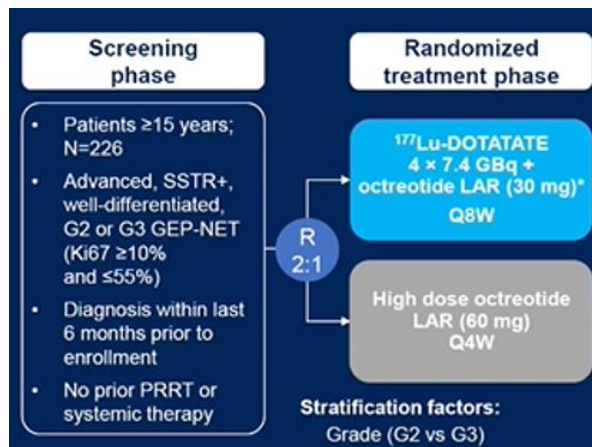 Screening
phase
• Patients ≥15 years;
N=226
• Advanced, SSTR+,
well-differentiated,
G2 or G3 GEP-NET
(Ki67 ≥10%
and ≤55%)
• Diagnosis within last
6 months prior to
enrollment
• No prior PRRT or
systemic therapy
R
2:1
Randomized
treatment phase
¹⁷⁷Lu-DOTATATE
4 × 7.4 GBq +
octreotide LAR (30 mg)*
Q8W
High dose octreotide
LAR (60 mg)
Q4W
Stratification factors:
Grade (G2 vs G3)